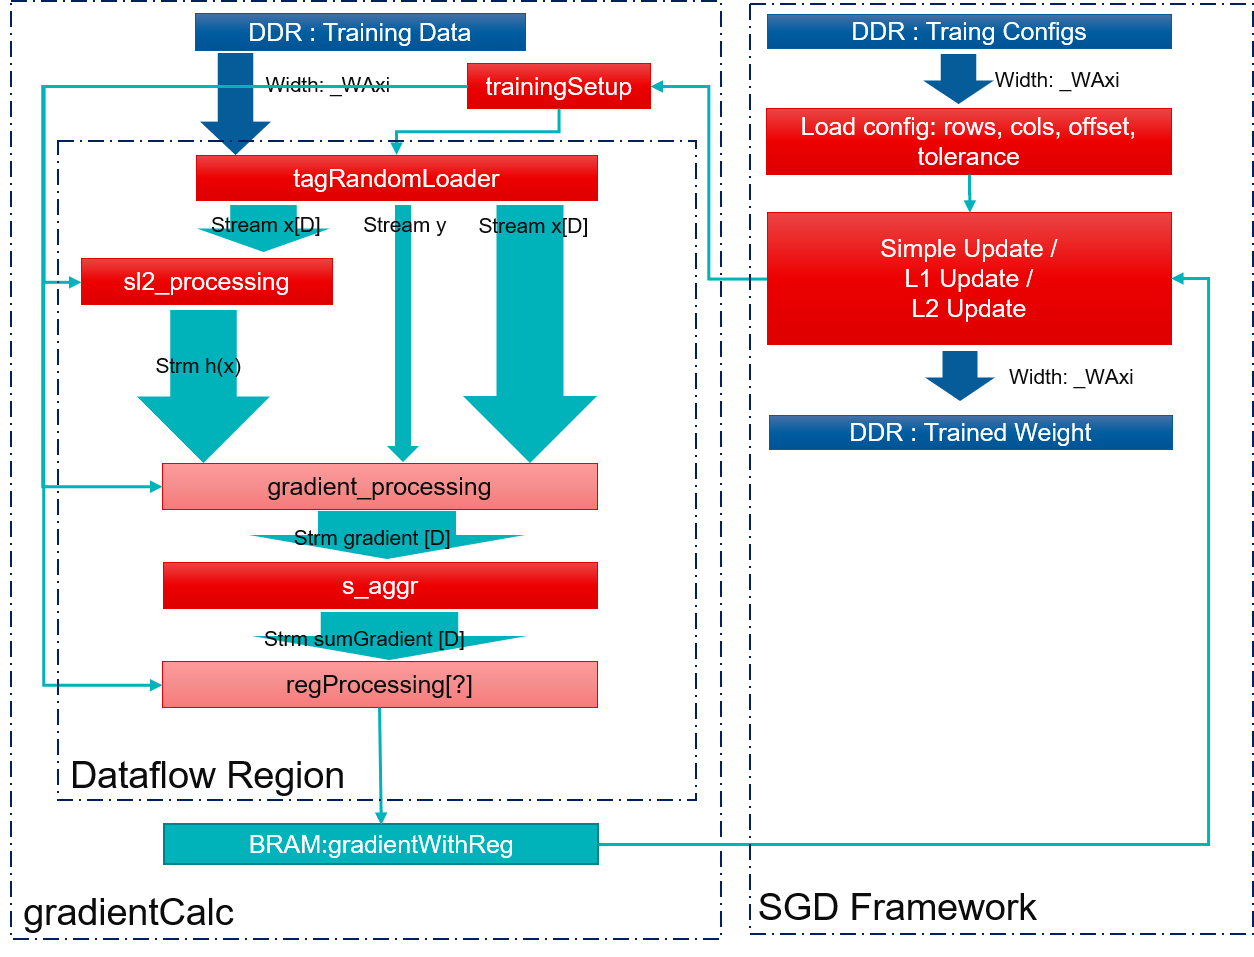 DDR : Training Data
Width: _WAxi
trainingSetup
tagRandomLoader
Stream x[D]
Stream y
Stream x[D]
sl2_processing
Strm h(x)
gradient_processing
Strm gradient [D]
s_aggr
Strm sumGradient [D]
regProcessing[?]
Dataflow Region
BRAM:gradientWithReg
gradientCalc
DDR : Traing Configs
Width: _WAxi
Load config: rows, cols, offset,
tolerance
Simple Update /
L1 Update /
L2 Update
Width: _WAxi
DDR : Trained Weight
SGD Framework